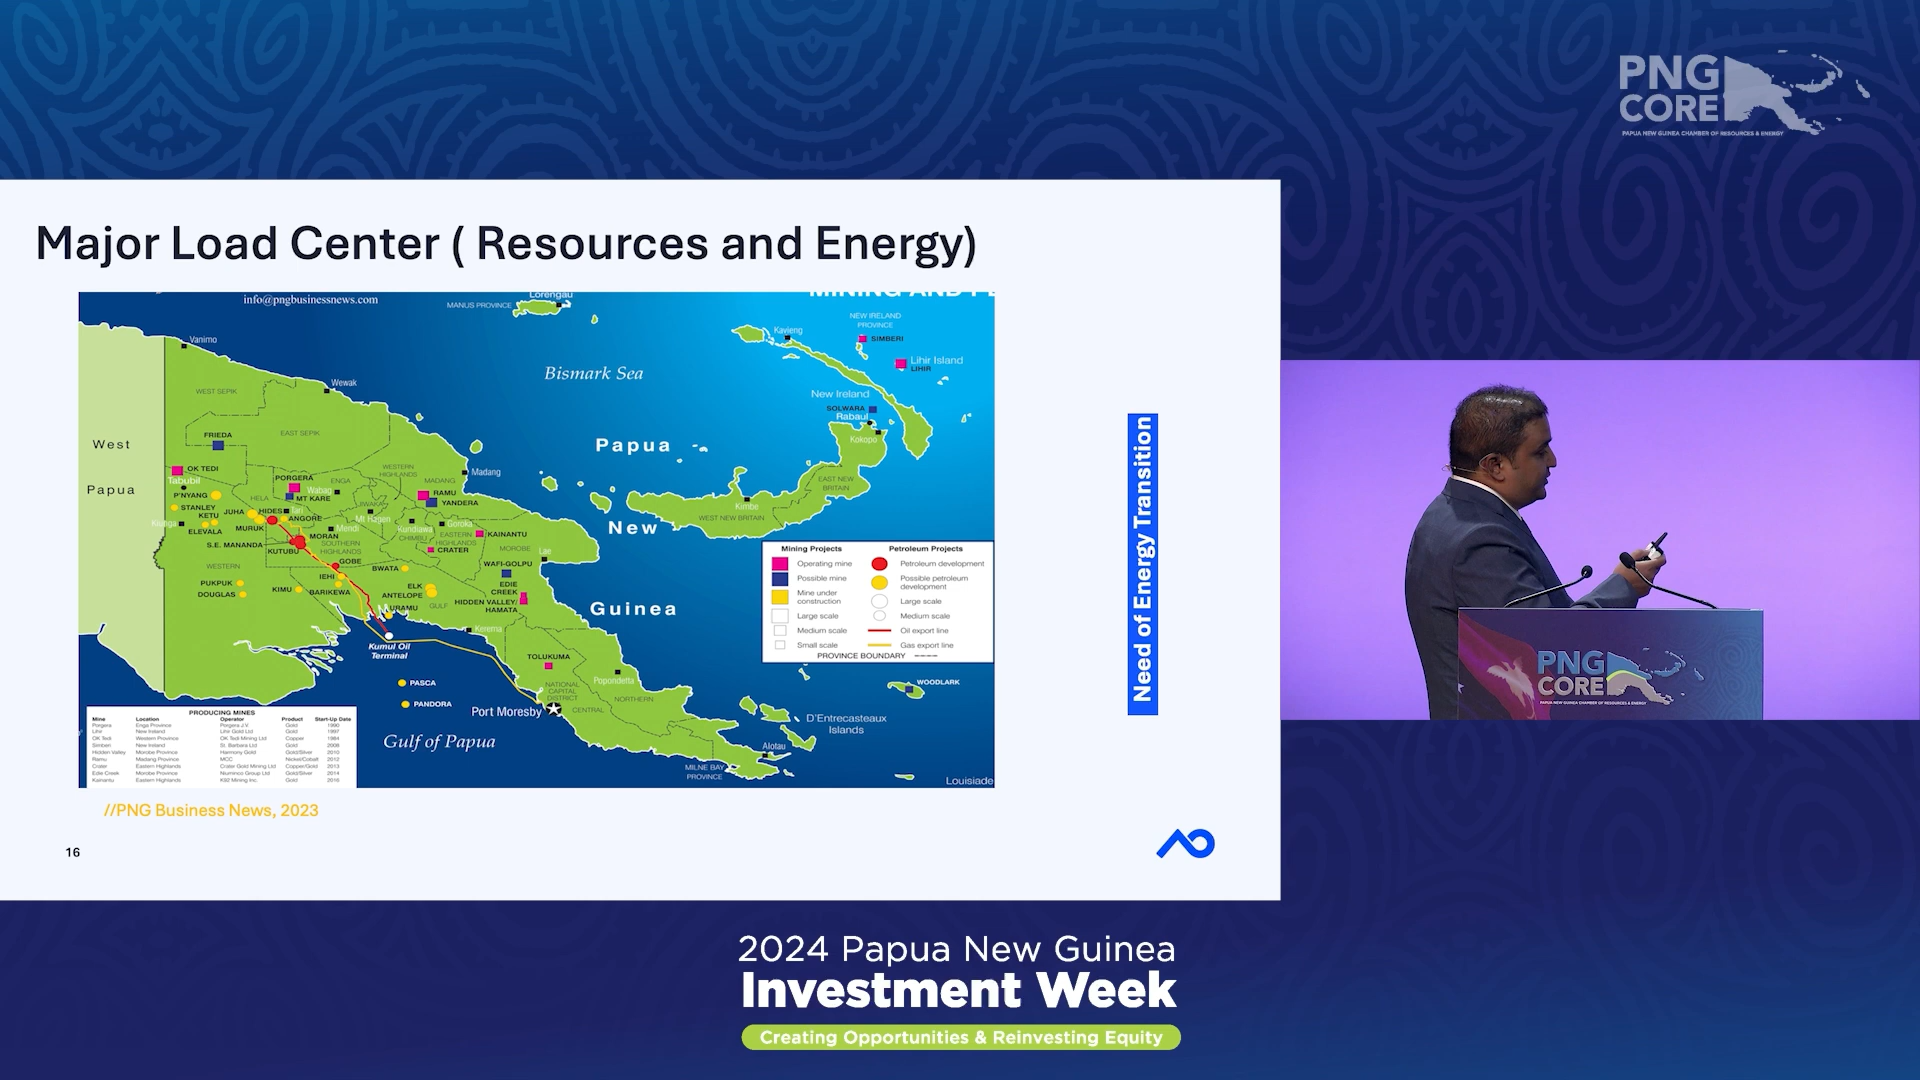 PNG
CORE
PAPUA NEW GUINEA CHAMBER OF RESOURCES & ENERGY
Major Load Center ( Resources and Energy)
info@pngbusinessnews.com
Lorengau
MANUS PROVINCE
NEW IRELAND
PROVINCE
Kavieng
SIMBERI
Vanimo
Lihir Island
LIHIR
Bismark Sea
Wewak
WEST SEPIK
New Ireland
SOLWARA
Rabaul
FRIEDA
EAST SEPIK
Kokopo
West
Papua
Papua
New
Guinea
OK TEDI
Tabubil
WESTERN
HIGHLANDS
Madang
MADANG
PORGERA
ENGA
Wabag
MT KARE
HELA
RAMU
YANDERA
EAST NEW
BRITAIN
P'NYANG
STANLEY
KETU
Kiunga
ELEVALA
JUHA
HIDES
Tari
ANGORE
MURUK
Mt Hagen
Mendi
Kundiawa
CHIMBU
Goroka
EASTERN
HIGHLANDS
KAINANTU
Kimbe
WEST NEW BRITAIN
S.E. MANANDA
MORAN
SOUTHERN
HIGHLANDS
KUTUBU
CRATER
MOROBE
Lae
GOBE
WESTERN
IEHI
BWATA
WAFI-GOLPU
PUKPUK
DOUGLAS
KIMU
BARIKEWA
ELK
ANTELOPE
GULF
URAMU
EDIE
CREEK
HIDDEN VALLEY/
HAMATA
Kerema
Kumul Oil
Terminal
TOLUKUMA
Popondetta
NATIONAL
CAPITAL
DISTRICT
NORTHERN
CENTRAL
PASCA
PANDORA
Port Moresby
Gulf of Papua
WOODLARK
D'Entrecasteaux
Islands
Alotau
MILNE BAY
PROVINCE
Louisiade
Mining Projects
Petroleum Projects
Operating mine
Petroleum development
Possible mine
Possible petroleum
development
Mine under
construction
Large scale
Large scale
Medium scale
Medium scale
Oil export line
Small scale
Gas export line
PROVINCE BOUNDARY
PRODUCING MINES
Mine Location Operator Product Start-Up Date
Porgera Enga Province Porgera J.V. Gold 1990
Lihir New Ireland Lihir Gold Ltd Gold 1997
OK Tedi Western Province OK Tedi Mining Ltd Copper 1984
Simberi New Ireland St. Barbara Ltd Gold 2008
Hidden Valley Morobe Province Harmony Gold Gold/Silver 2010
Ramu Madang Province MCC Nickel/Cobalt 2012
Crater Eastern Highlands Crater Gold Mining Ltd Copper/Gold 2013
Edie Creek Morobe Province Niuminco Group Ltd Gold/Silver 2014
Kainantu Eastern Highlands K92 Mining Inc. Gold 2016
//PNG Business News, 2023
16
Need of Energy Transition
PNG
CORE
PAPUA NEW GUINEA CHAMBER OF RESOURCES & ENERGY
2024 Papua New Guinea
Investment Week
Creating Opportunities & Reinvesting Equity